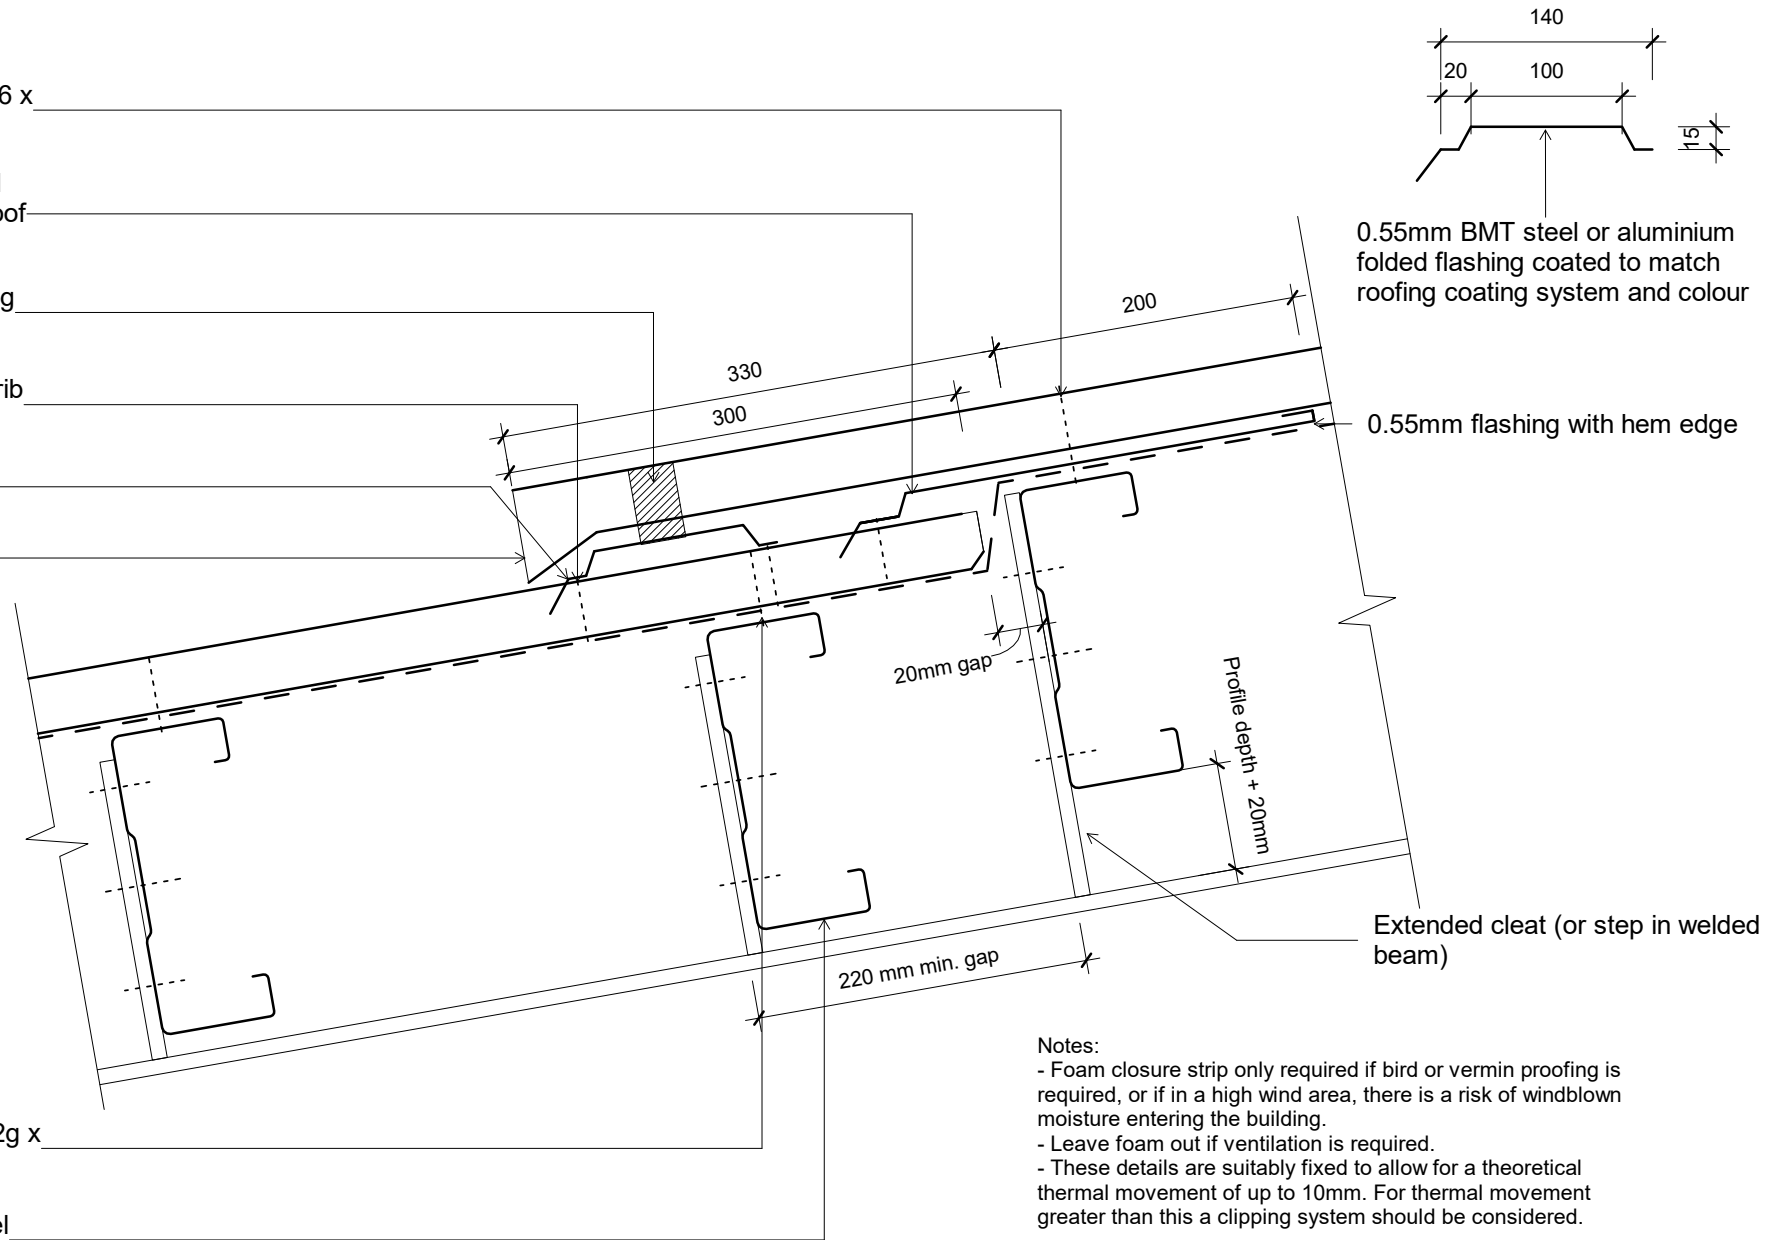 140
20
100
15
0.55mm BMT steel or aluminium
folded flashing coated to match
roofing coating system and colour
6 x
oof
g
rib
200
330
300
0.55mm flashing with hem edge
20mm gap
Profile depth + 20mm
220 mm min. gap
Extended cleat (or step in welded
beam)
Notes:
- Foam closure strip only required if bird or vermin proofing is
required, or if in a high wind area, there is a risk of windblown
moisture entering the building.
- Leave foam out if ventilation is required.
- These details are suitably fixed to allow for a theoretical
thermal movement of up to 10mm. For thermal movement
greater than this a clipping system should be considered.
2g x
el